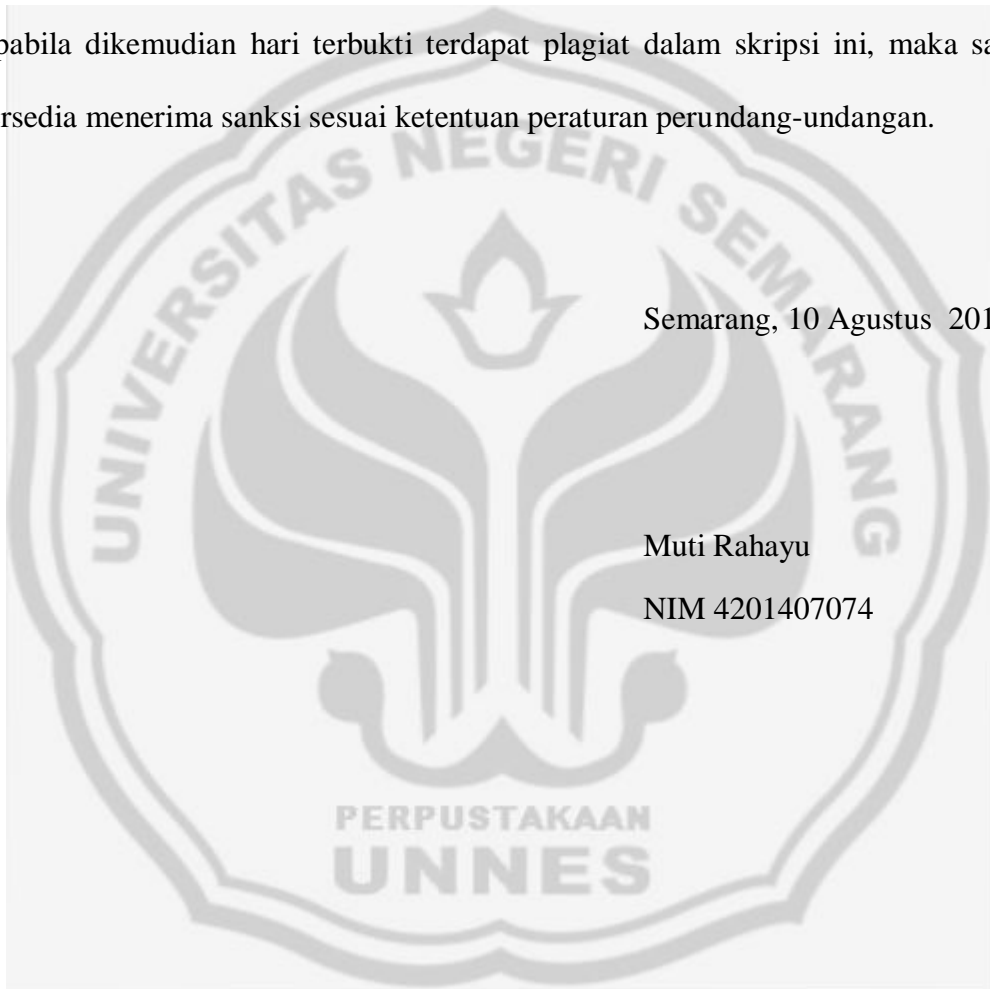 pabila dikemudian hari terbukti terdapat plagiat dalam skripsi ini, maka sa
rsedia menerima sanksi sesuai ketentuan peraturan perundang-undangan.
UNIVERSITAS NEGERI SEMARANG
Semarang, 10 Agustus 201
Muti Rahayu
NIM 4201407074
PERPUSTAKAAN
UNNES